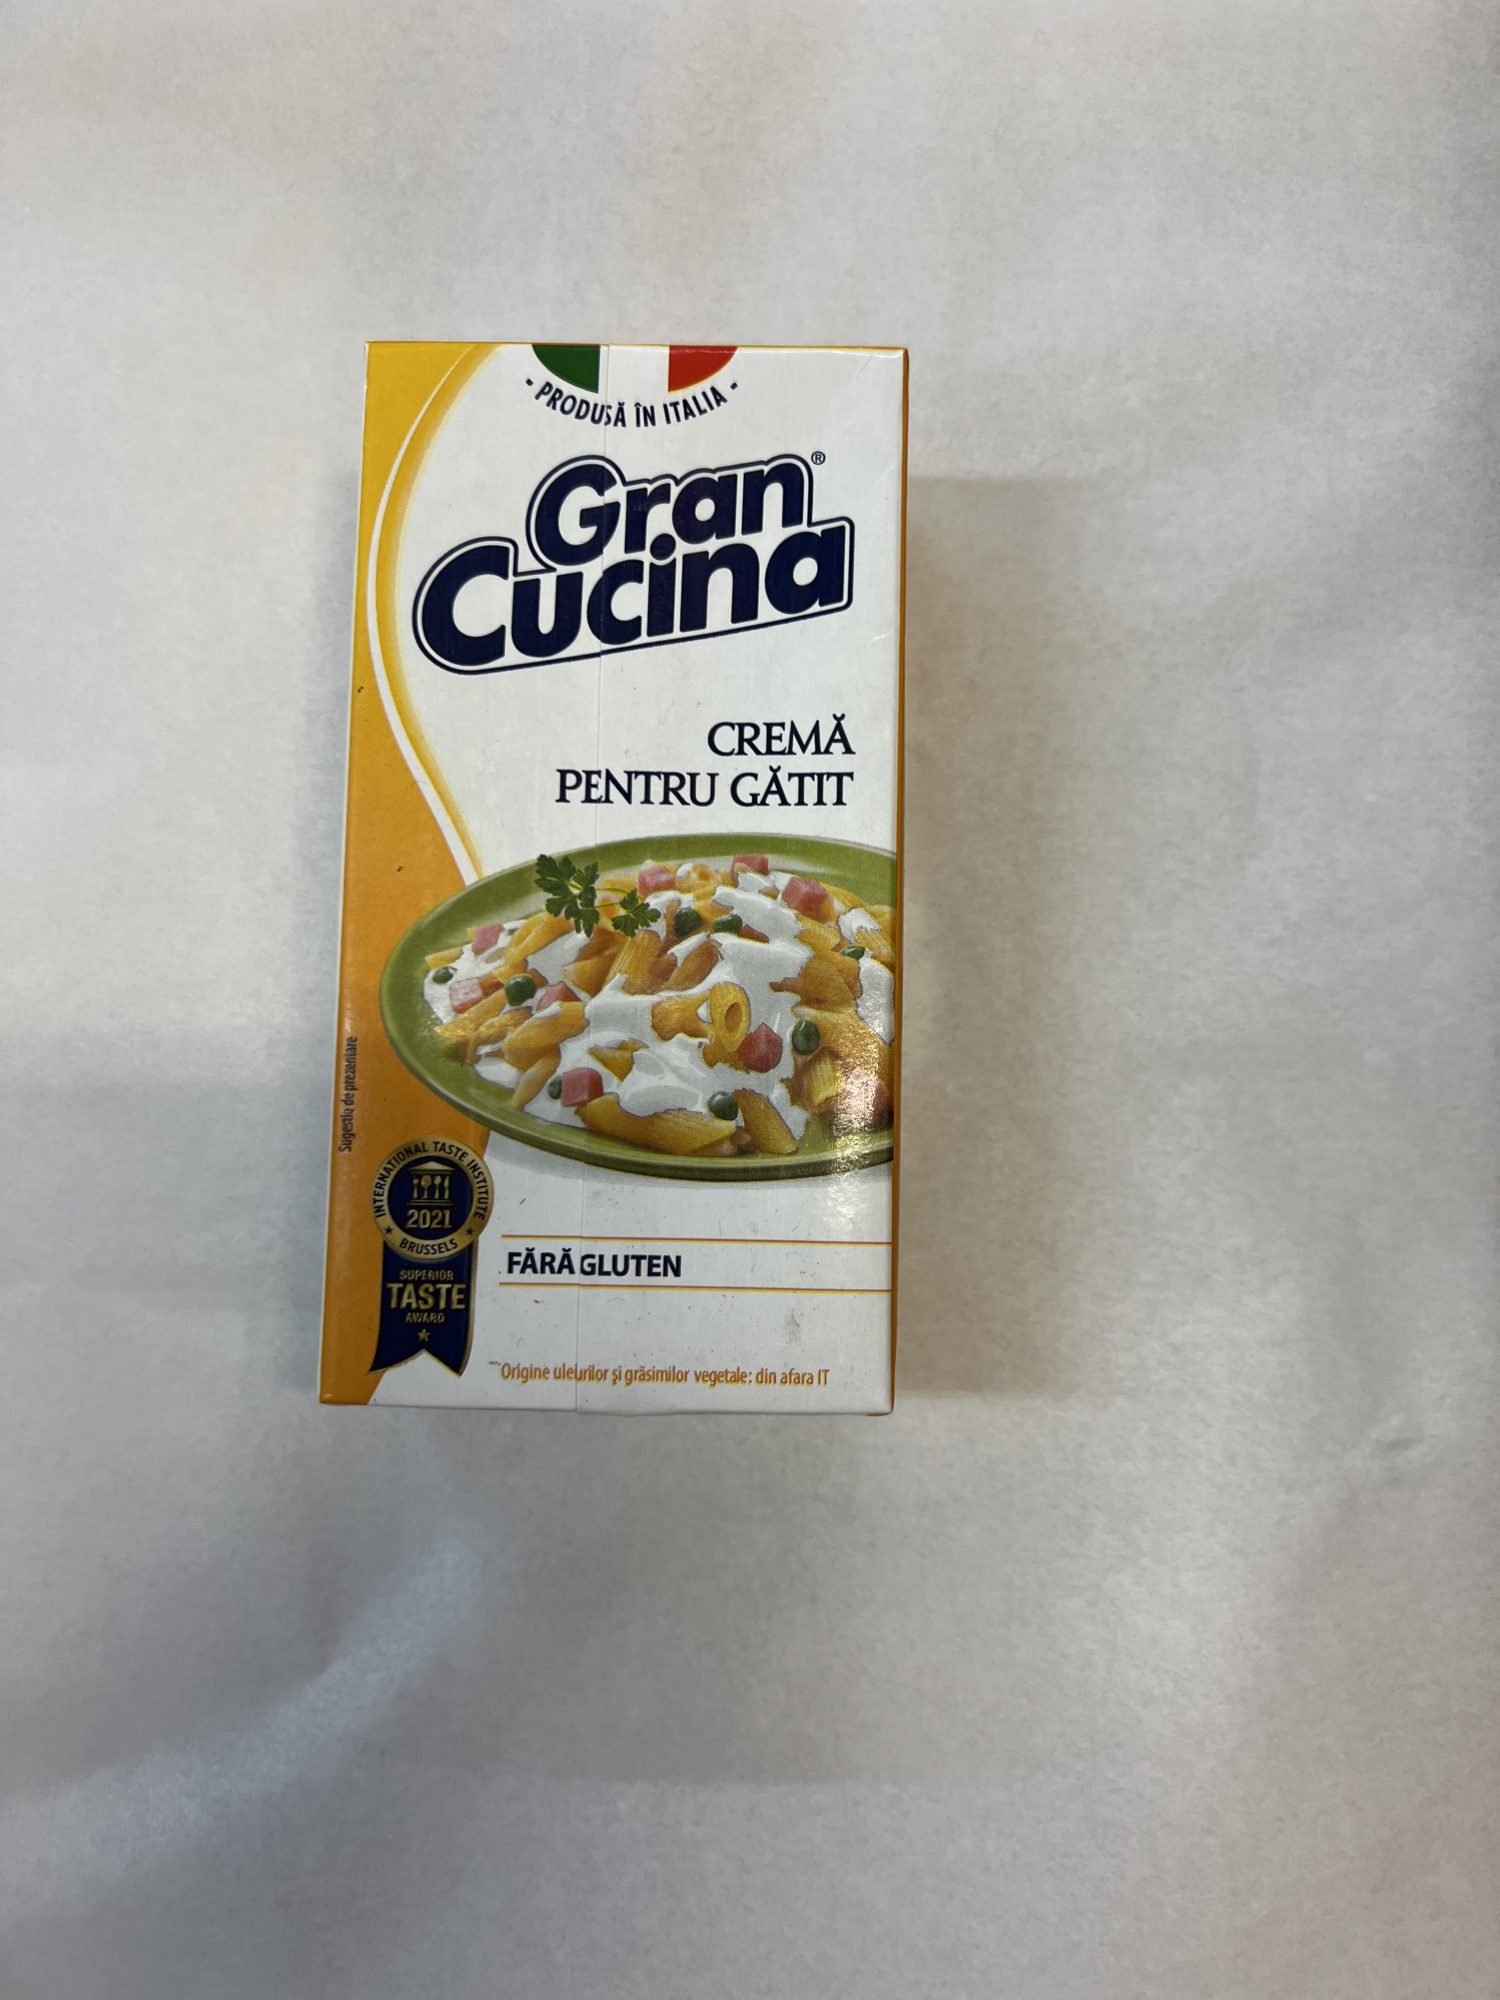 - PRODUSĂ ÎN ITALIA -
Gran®
Cucina
CREMĂ
PENTRU GĂTIT
Sugestie de prezentare
INTERNATIONAL TASTE INSTITUTE
2021
★ BRUSSELS ★
SUPERIOR
TASTE
AWARD
★
FĂRĂ GLUTEN
Origine uleiurilor și grăsimilor vegetale: din afara IT